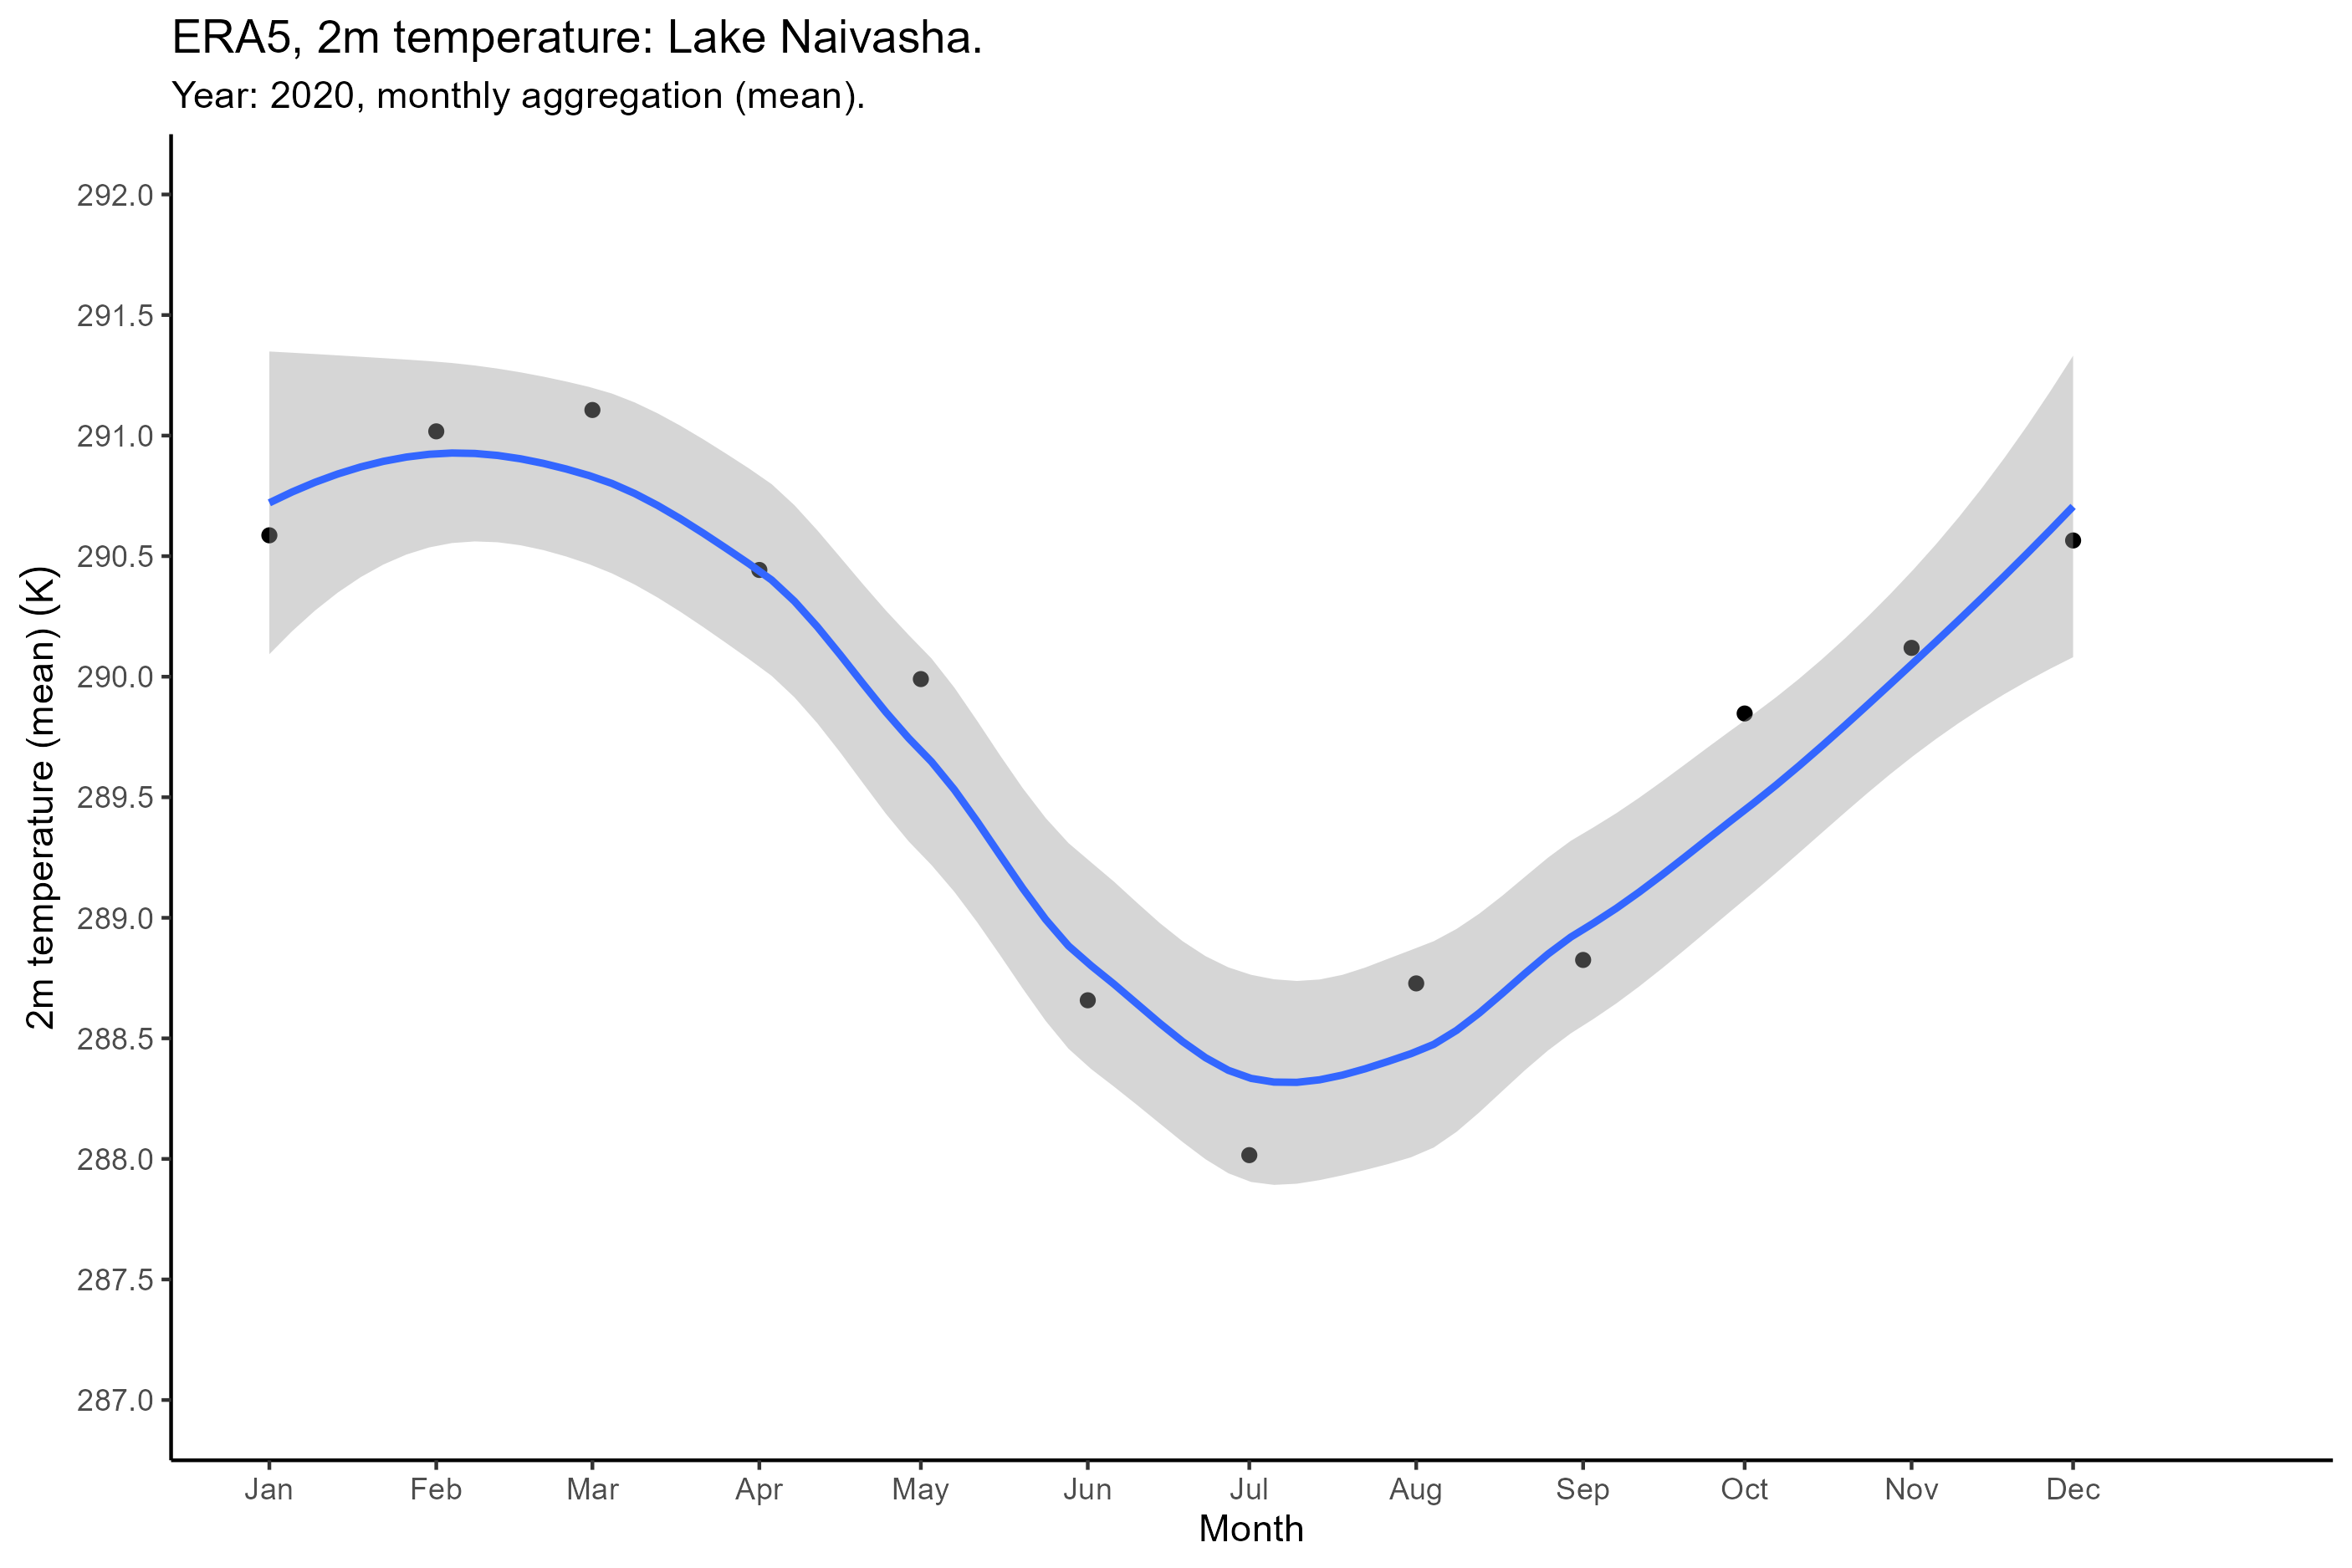 ERA5, 2m temperature: Lake Naivasha.
Year: 2020, monthly aggregation (mean).
2m temperature (mean) (K)
292.0
291.5
291.0
290.5
290.0
289.5
289.0
288.5
288.0
287.5
287.0
Jan Feb Mar Apr May Jun Jul Aug Sep Oct Nov Dec
Month